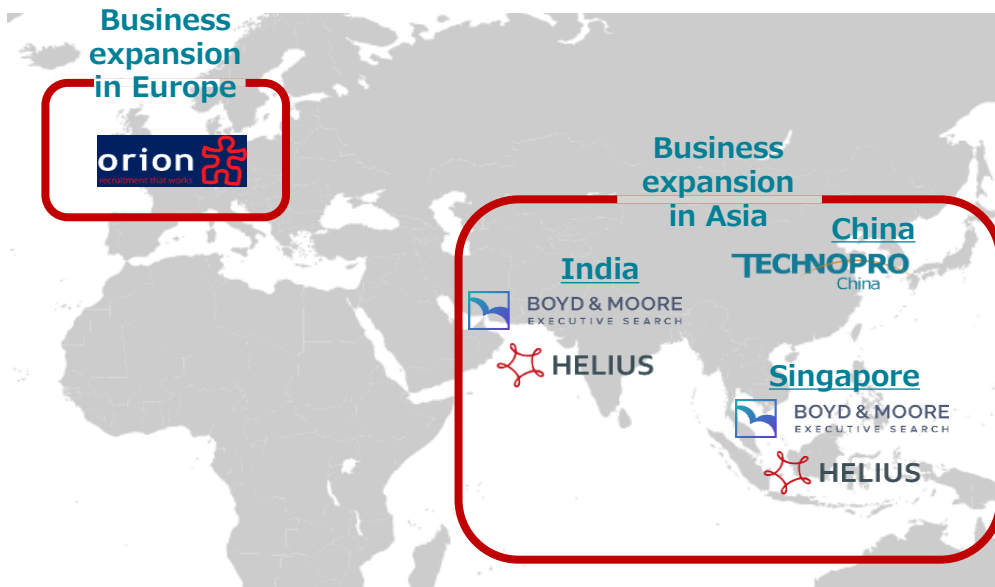 Business
expansion
in Europe
orion
recruitment that works
Business
expansion
in Asia
China
TECHNOPRO
China
India
BOYD & MOORE
EXECUTIVE SEARCH
HELIUS
Singapore
BOYD & MOORE
EXECUTIVE SEARCH
HELIUS